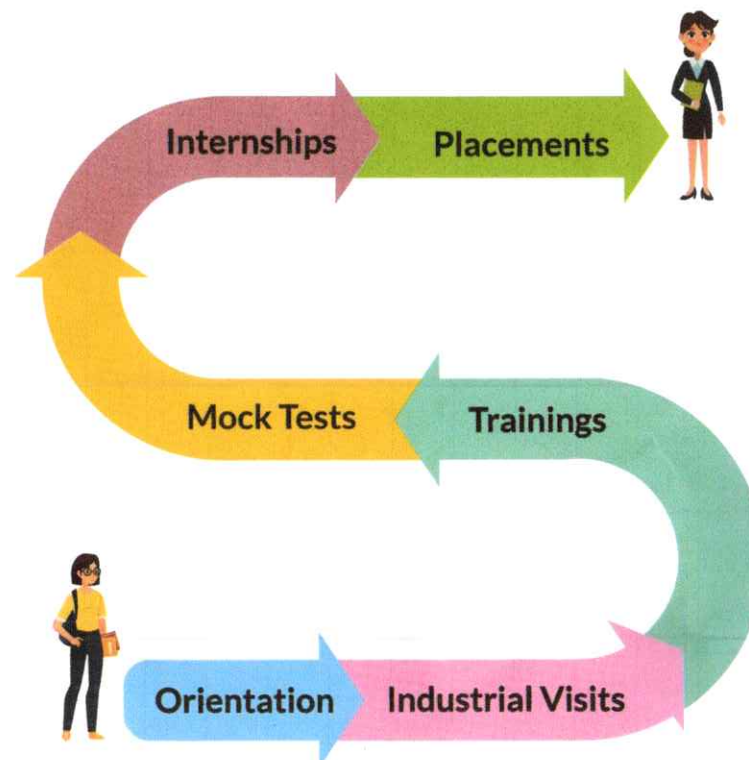 Internships
Placements
Mock Tests
Trainings
Orientation
Industrial Visits